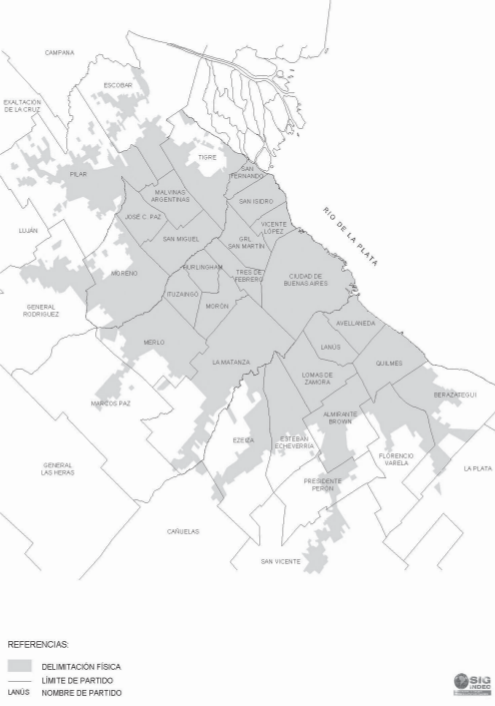 CAMPANA
ESCOBAR
EXALTACIÓN
DE LA CRUZ
TIGRE
PILAR
SAN
FERNANDO
MALVINAS
ARGENTINAS
SAN ISIDRO
JOSÉ C. PAZ
RÍO DE LA PLATA
VICENTE
LÓPEZ
LUJÁN
SAN MIGUEL
GRL.
SAN MARTÍN
HURLINGHAM
TRES DE
FEBRERO
MORENO
CIUDAD DE
BUENOS AIRES
ITUZAINGÓ
MORÓN
GENERAL
RODRIGUEZ
AVELLANEDA
MERLO
LANÚS
LA MATANZA
QUILMES
LOMAS DE
ZAMORA
BERAZATEGUI
MARCOS PAZ
ALMIRANTE
BROWN
EZEIZA
ESTEBAN
ECHEVERRÍA
FLORENCIO
VARELA
GENERAL
LAS HERAS
LA PLATA
PRESIDENTE
PERÓN
CAÑUELAS
SAN VICENTE
REFERENCIAS:
DELIMITACIÓN FÍSICA
LÍMITE DE PARTIDO
LANÚS NOMBRE DE PARTIDO
SIG
INDEC